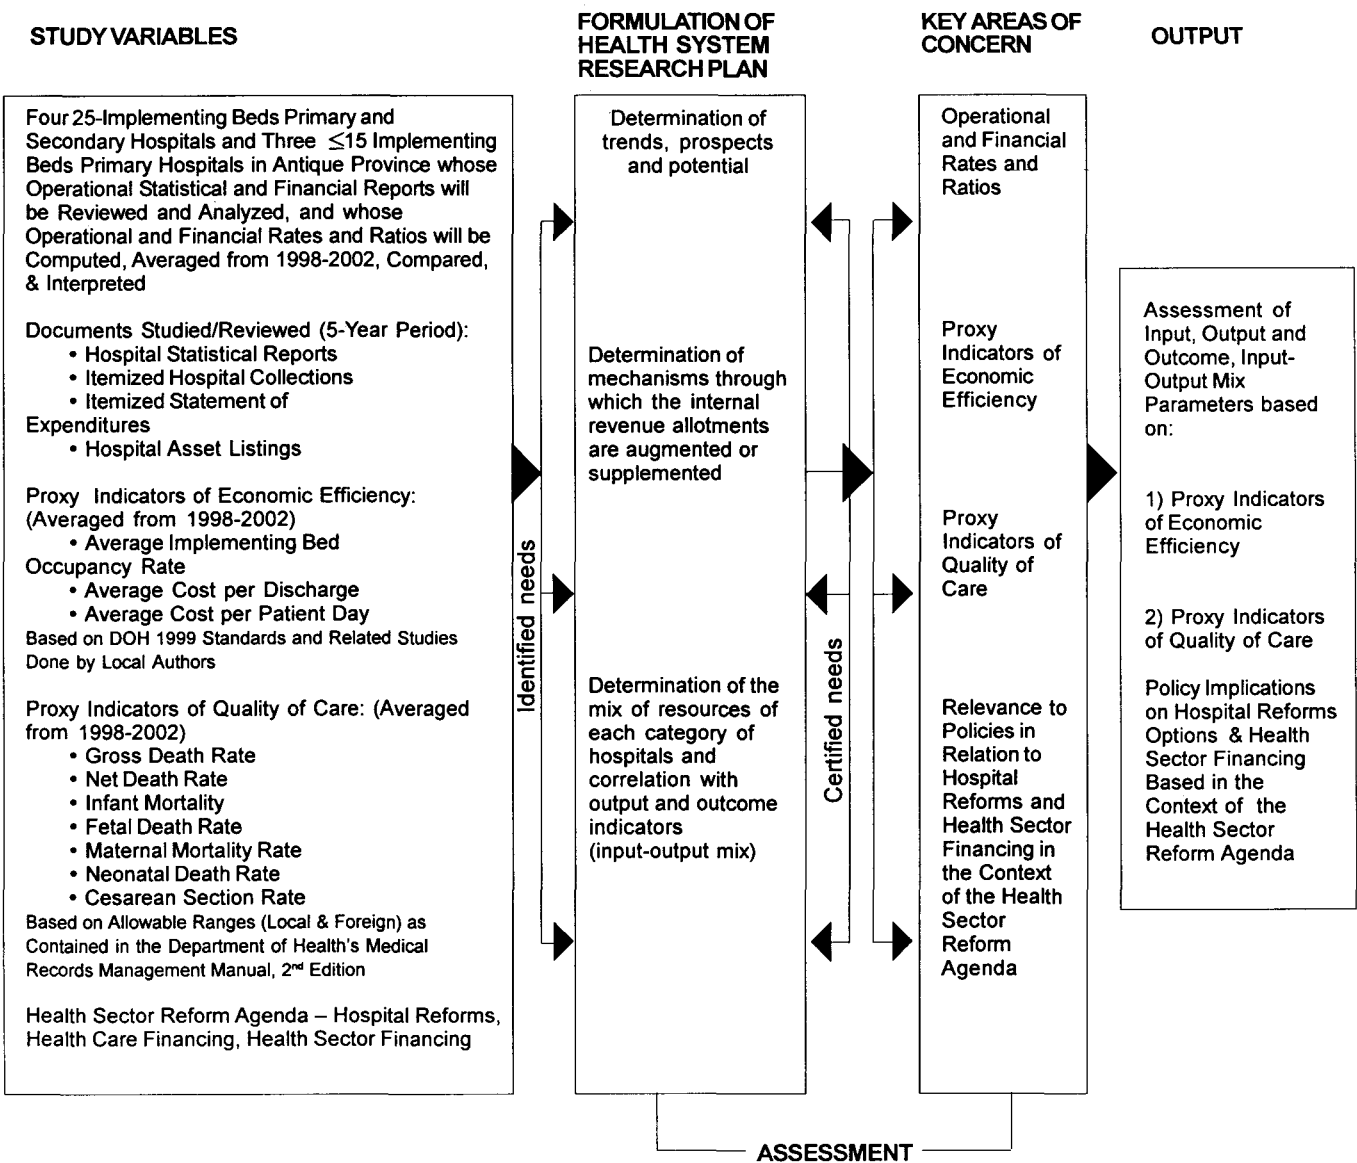 STUDY VARIABLES
Four 25-Implementing Beds Primary and
Secondary Hospitals and Three ≤15 Implementing
Beds Primary Hospitals in Antique Province whose
Operational Statistical and Financial Reports will
be Reviewed and Analyzed, and whose
Operational and Financial Rates and Ratios will be
Computed, Averaged from 1998-2002, Compared,
& Interpreted
Documents Studied/Reviewed (5-Year Period):
• Hospital Statistical Reports
• Itemized Hospital Collections
• Itemized Statement of
Expenditures
• Hospital Asset Listings
Proxy Indicators of Economic Efficiency:
(Averaged from 1998-2002)
• Average Implementing Bed
Occupancy Rate
• Average Cost per Discharge
• Average Cost per Patient Day
Based on DOH 1999 Standards and Related Studies
Done by Local Authors
Proxy Indicators of Quality of Care: (Averaged
from 1998-2002)
• Gross Death Rate
• Net Death Rate
• Infant Mortality
• Fetal Death Rate
• Maternal Mortality Rate
• Neonatal Death Rate
• Cesarean Section Rate
Based on Allowable Ranges (Local & Foreign) as
Contained in the Department of Health's Medical
Records Management Manual, 2nd Edition
Health Sector Reform Agenda – Hospital Reforms,
Health Care Financing, Health Sector Financing
Identified needs
FORMULATION OF
HEALTH SYSTEM
RESEARCH PLAN
Determination of
trends, prospects
and potential
Determination of
mechanisms through
which the internal
revenue allotments
are augmented or
supplemented
Determination of the
mix of resources of
each category of
hospitals and
correlation with
output and outcome
indicators
(input-output mix)
Certified needs
KEY AREAS OF
CONCERN
Operational
and Financial
Rates and
Ratios
Proxy
Indicators of
Economic
Efficiency
Proxy
Indicators of
Quality of
Care
Relevance to
Policies in
Relation to
Hospital
Reforms and
Health Sector
Financing in
the Context
of the Health
Sector
Reform
Agenda
OUTPUT
Assessment of
Input, Output and
Outcome, Input-
Output Mix
Parameters based
on:
1) Proxy Indicators
of Economic
Efficiency
2) Proxy Indicators
of Quality of Care
Policy Implications
on Hospital Reforms
Options & Health
Sector Financing
Based in the
Context of the
Health Sector
Reform Agenda
ASSESSMENT